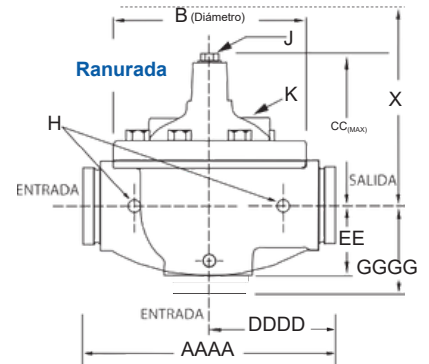 B (Diámetro)
J
Ranurada
K
X
H
CC(MAX)
ENTRADA
SALIDA
EE
GGGG
ENTRADA
DDDD
AAAA